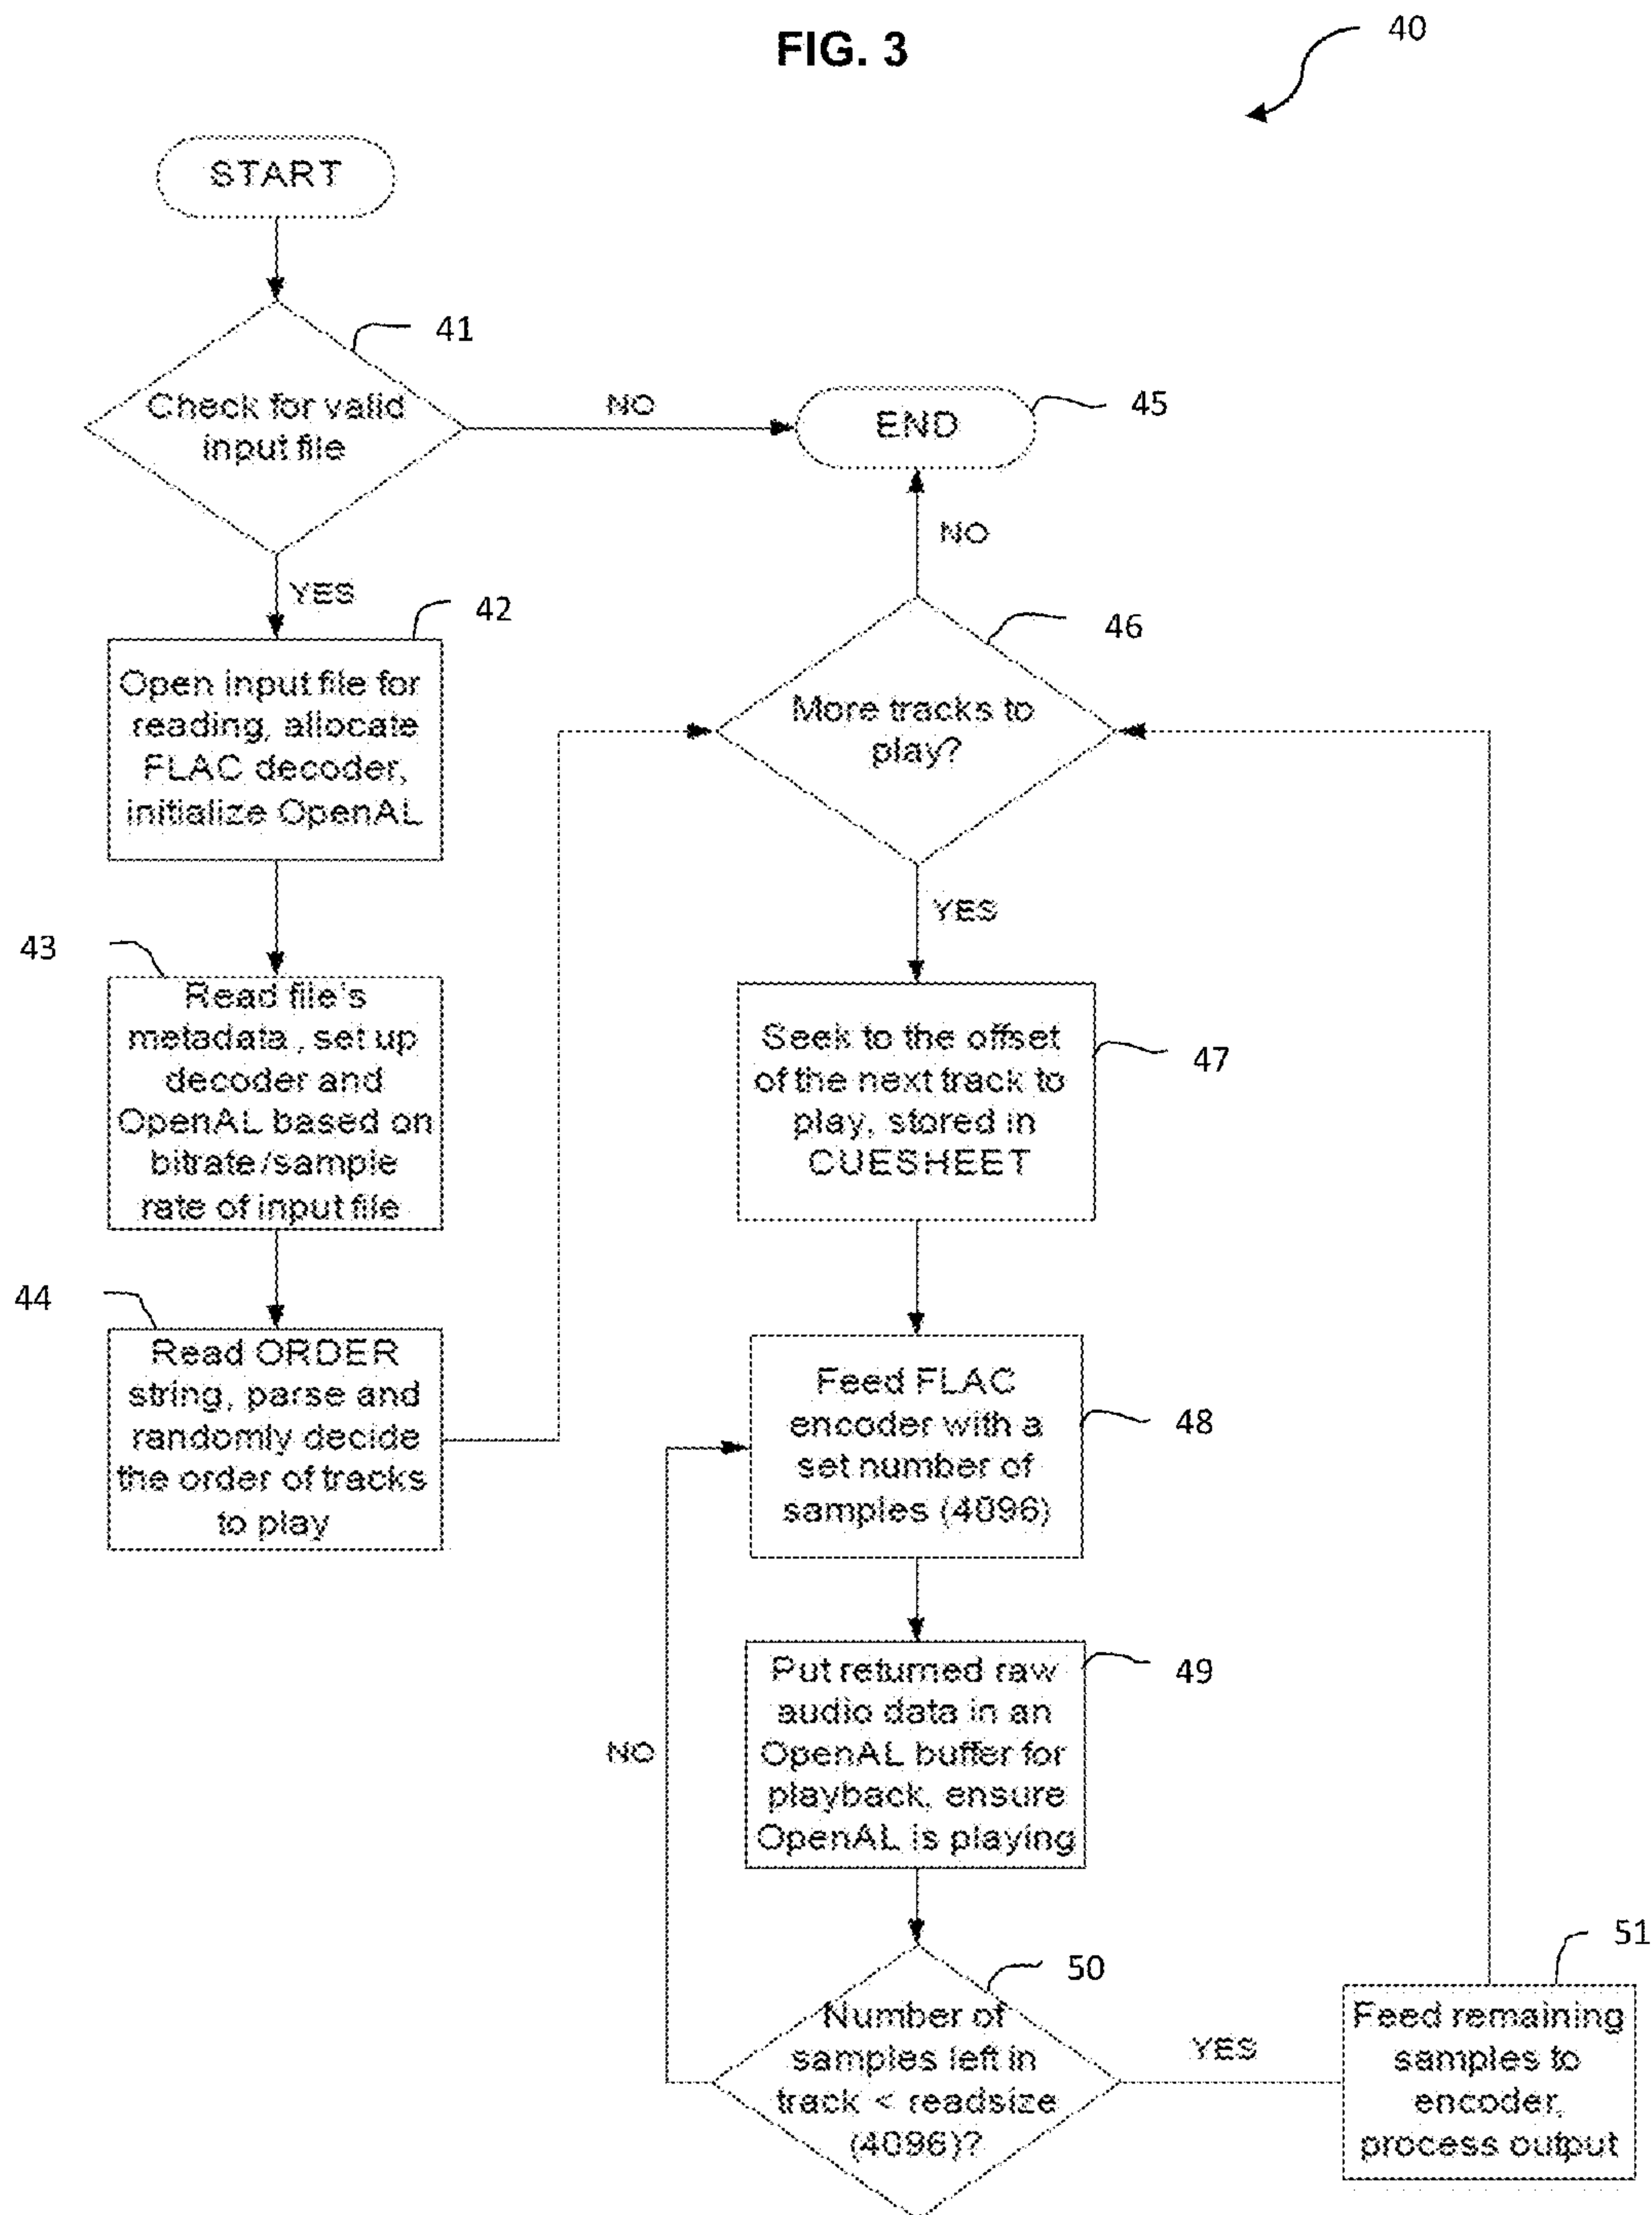 FIG. 3
40
START
41
Check for valid
input file
NO
END
45
YES
NO
42
Open input file for
reading, allocate
FLAC decoder,
initialize OpenAL
46
More tracks to
play?
YES
43
Read file's
metadata, set up
decoder and
OpenAL based on
bitrate/sample
rate of input file
47
Seek to the offset
of the next track to
play, stored in
CUESHEET
44
Read ORDER
string, parse and
randomly decide
the order of tracks
to play
48
Feed FLAC
encoder with a
set number of
samples (4096)
49
Put returned raw
audio data in an
OpenAL buffer for
playback, ensure
OpenAL is playing
NO
50
Number of
samples left in
track < readsize
(4096)?
YES
51
Feed remaining
samples to
encoder,
process output